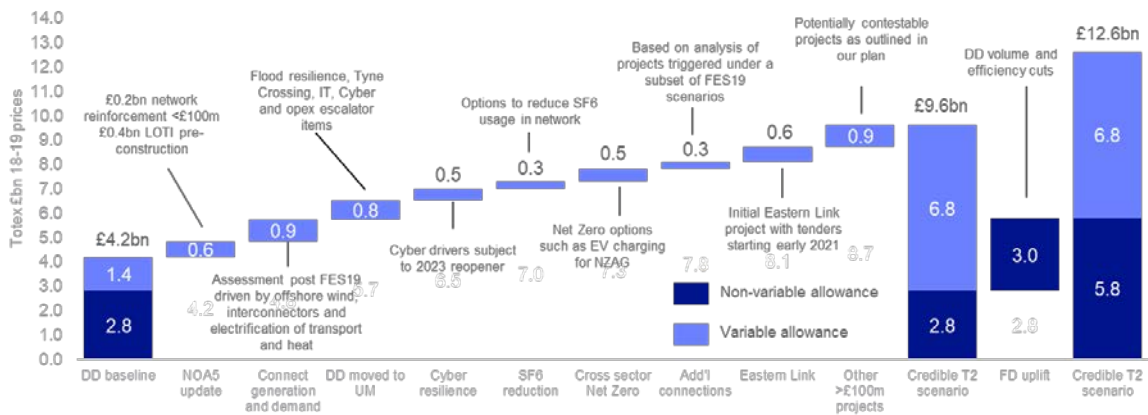 14.0
13.0
12.0
11.0
10.0
9.0
8.0
7.0
6.0
5.0
4.0
3.0
2.0
1.0
0.0
Totex £bn 18-19 prices
£4.2bn
1.4
2.8
£0.2bn network
reinforcement <£100m
£0.4bn LOTI pre-
construction
0.6
4.2
0.9
Assessment post FES19
driven by offshore wind,
interconnectors and
electrification of transport
and heat
Flood resilience, Tyne
Crossing, IT, Cyber
and opex escalator
items
0.8
5.7
0.5
Cyber drivers subject
to 2023 reopener
6.5
Options to reduce SF6
usage in network
0.3
7.0
0.5
Net Zero options
such as EV charging
for NZAG
7.3
Based on analysis of
projects triggered under a
subset of FES19
scenarios
0.3
7.8
0.6
Initial Eastern Link
project with tenders
starting early 2021
8.1
Potentially contestable
projects as outlined in
our plan
0.9
8.7
£9.6bn
6.8
2.8
DD volume and
efficiency cuts
3.0
2.8
£12.6bn
6.8
5.8
Non-variable allowance
Variable allowance
DD baseline
NOA5
update
Connect
generation
and demand
DD moved to
UM
Cyber
resilience
SF6
reduction
Cross sector
Net Zero
Add'l
connections
Eastern Link
Other
>£100m
projects
Credible T2
scenario
FD uplift
Credible T2
scenario